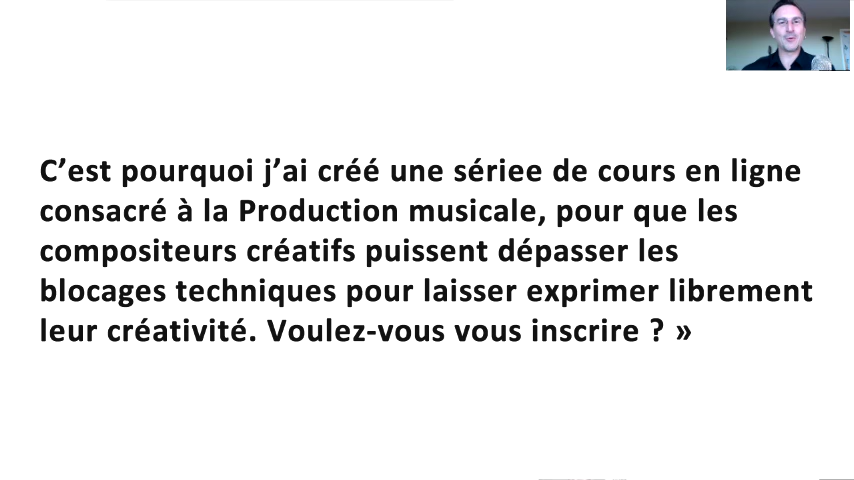 C’est pourquoi j’ai créé une sériee de cours en ligne
consacré à la Production musicale, pour que les
compositeurs créatifs puissent dépasser les
blocages techniques pour laisser exprimer librement
leur créativité. Voulez-vous vous inscrire ? »